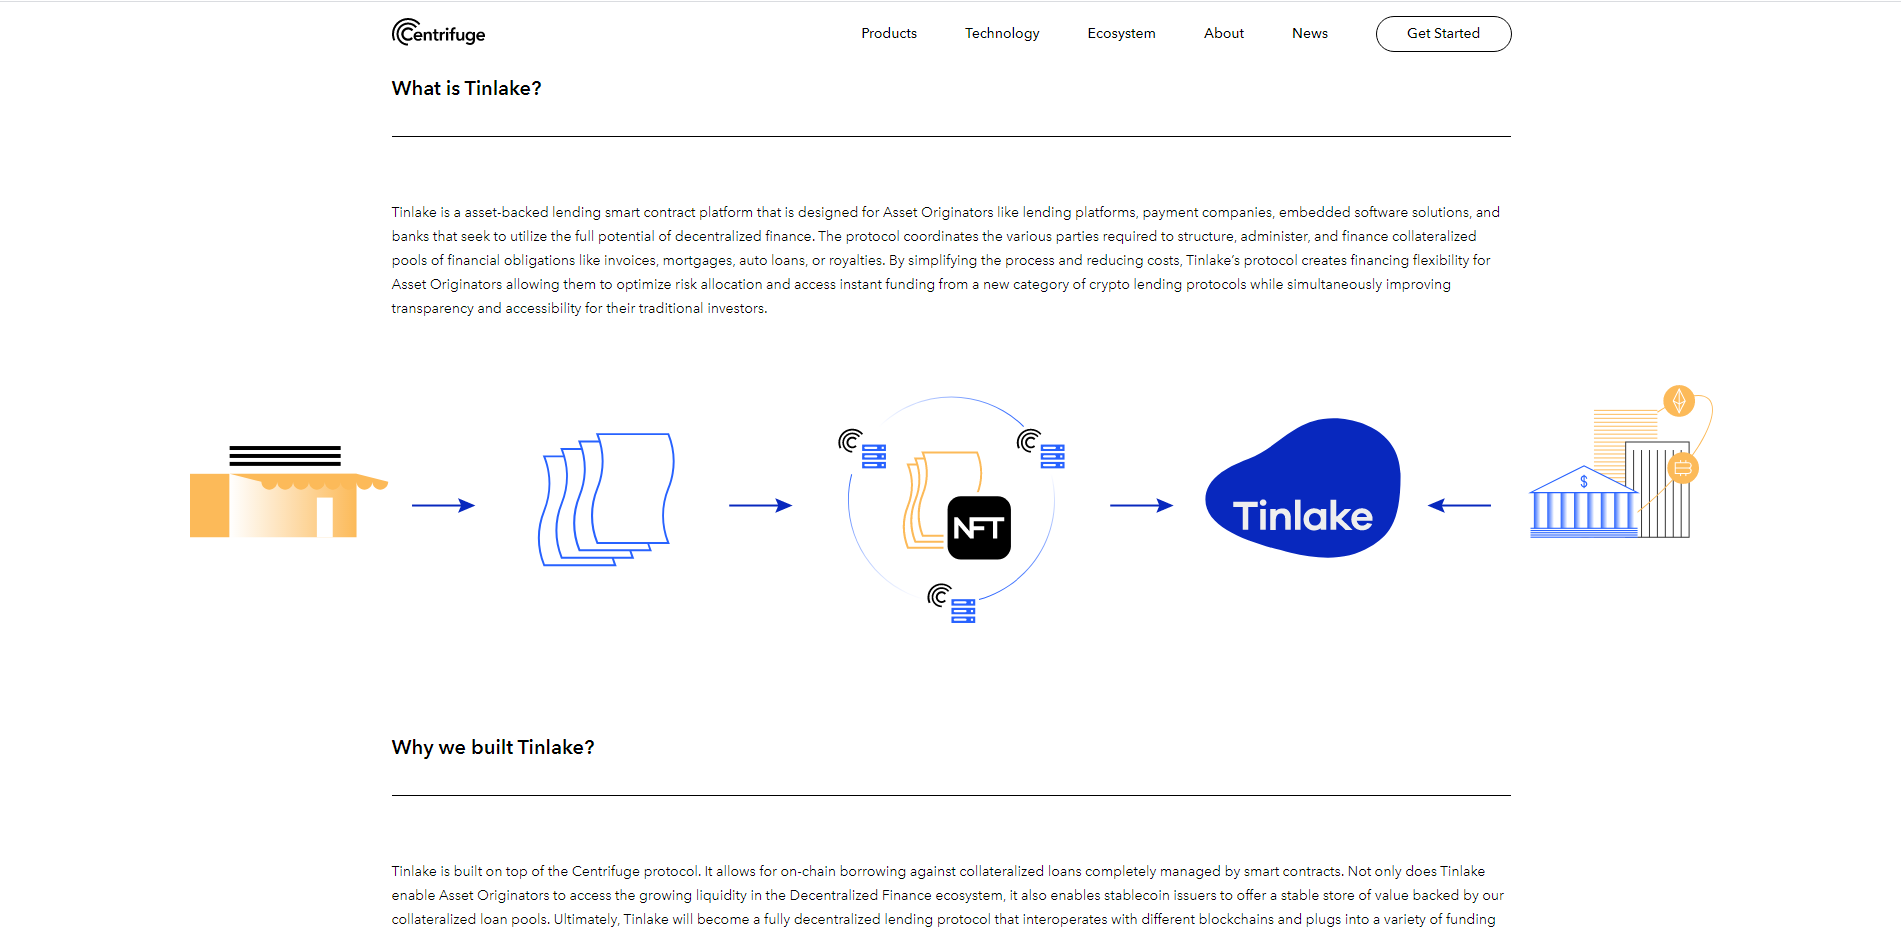 Centrifuge
Products Technology Ecosystem About News Get Started
What is Tinlake?
Tinlake is a asset-backed lending smart contract platform that is designed for Asset Originators like lending platforms, payment companies, embedded software solutions, and
banks that seek to utilize the full potential of decentralized finance. The protocol coordinates the various parties required to structure, administer, and finance collateralized
pools of financial obligations like invoices, mortgages, auto loans, or royalties. By simplifying the process and reducing costs, Tinlake's protocol creates financing flexibility for
Asset Originators allowing them to optimize risk allocation and access instant funding from a new category of crypto lending protocols while simultaneously improving
transparency and accessibility for their traditional investors.
$
NFT
Tinlake
Why we built Tinlake?
Tinlake is built on top of the Centrifuge protocol. It allows for on-chain borrowing against collateralized loans completely managed by smart contracts. Not only does Tinlake
enable Asset Originators to access the growing liquidity in the Decentralized Finance ecosystem, it also enables stablecoin issuers to offer a stable store of value backed by our
collateralized loan pools. Ultimately, Tinlake will become a fully decentralized lending protocol that interoperates with different blockchains and plugs into a variety of funding